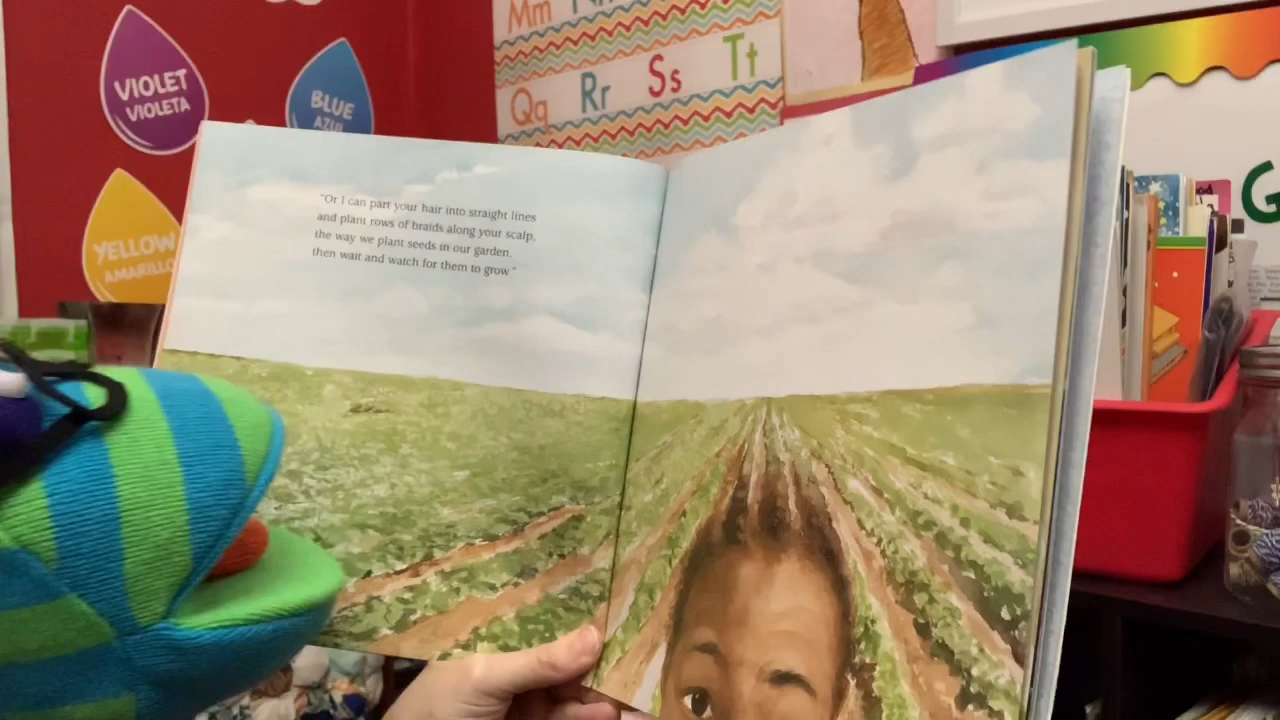 Mm
Qq Rr Ss Tt
VIOLET
VIOLETA
BLUE
AZUL
YELLOW
AMARILLO
"Or I can part your hair into straight lines
and plant rows of braids along your scalp,
the way we plant seeds in our garden,
then wait and watch for them to grow."
G